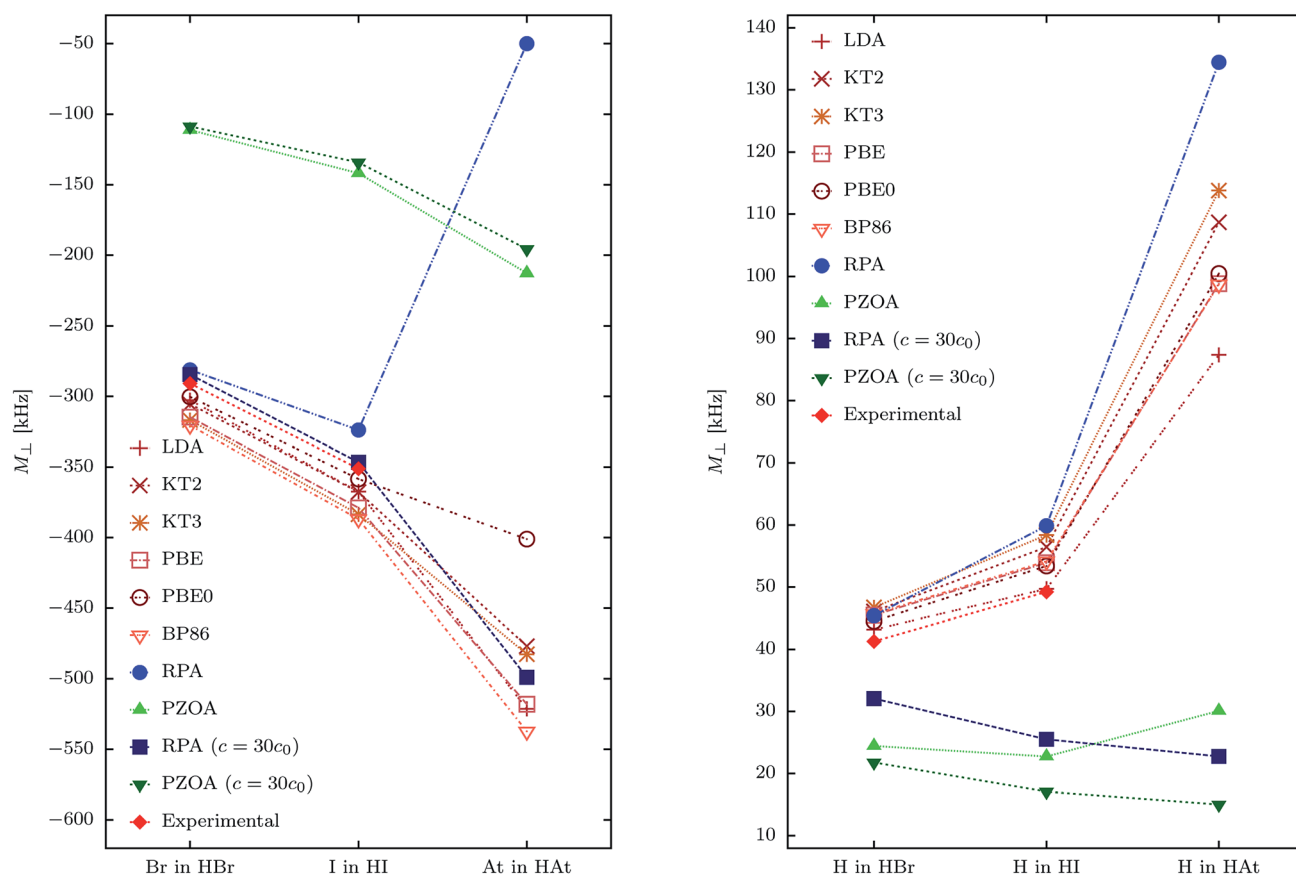 −50
−100
−150
−200
−250
−300
−350
−400
−450
−500
−550
−600
M⊥ [kHz]
LDA
KT2
KT3
PBE
PBE0
BP86
RPA
PZOA
RPA (c = 30c₀)
PZOA (c = 30c₀)
Experimental
Br in HBr
I in HI
At in HAt
140
130
120
110
100
90
80
70
60
50
40
30
20
10
M⊥ [kHz]
LDA
KT2
KT3
PBE
PBE0
BP86
RPA
PZOA
RPA (c = 30c₀)
PZOA (c = 30c₀)
Experimental
H in HBr
H in HI
H in HAt